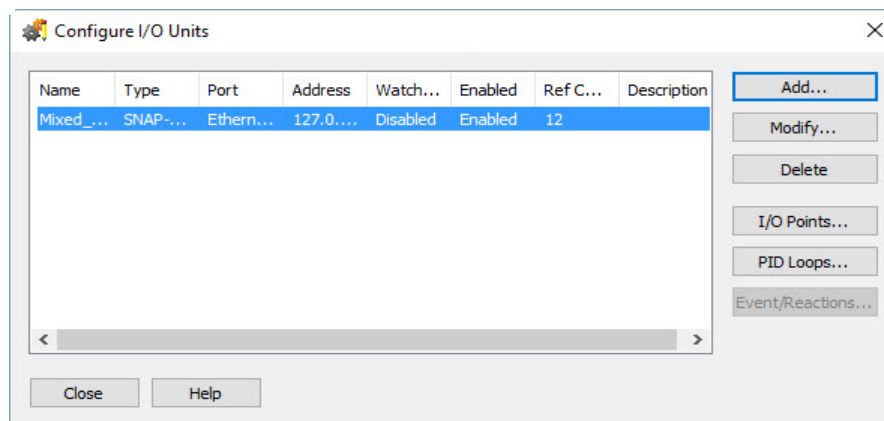 Configure I/O Units
Name Type Port Address Watch... Enabled Ref C... Description
Mixed_... SNAP-... Ethern... 127.0.... Disabled Enabled 12
Add...
Modify...
Delete
I/O Points...
PID Loops...
Event/Reactions...
Close Help